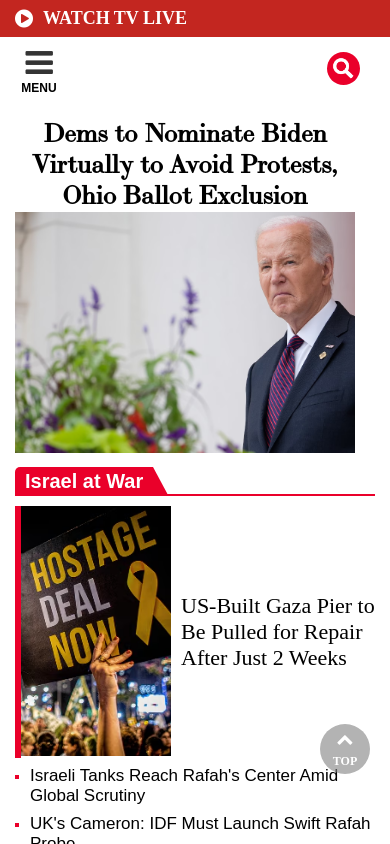 WATCH TV LIVE
MENU
Dems to Nominate Biden
Virtually to Avoid Protests,
Ohio Ballot Exclusion
Israel at War
HOSTAGE
DEAL
NOW
US-Built Gaza Pier to
Be Pulled for Repair
After Just 2 Weeks
TOP
Israeli Tanks Reach Rafah's Center Amid
Global Scrutiny
UK's Cameron: IDF Must Launch Swift Rafah
Probe